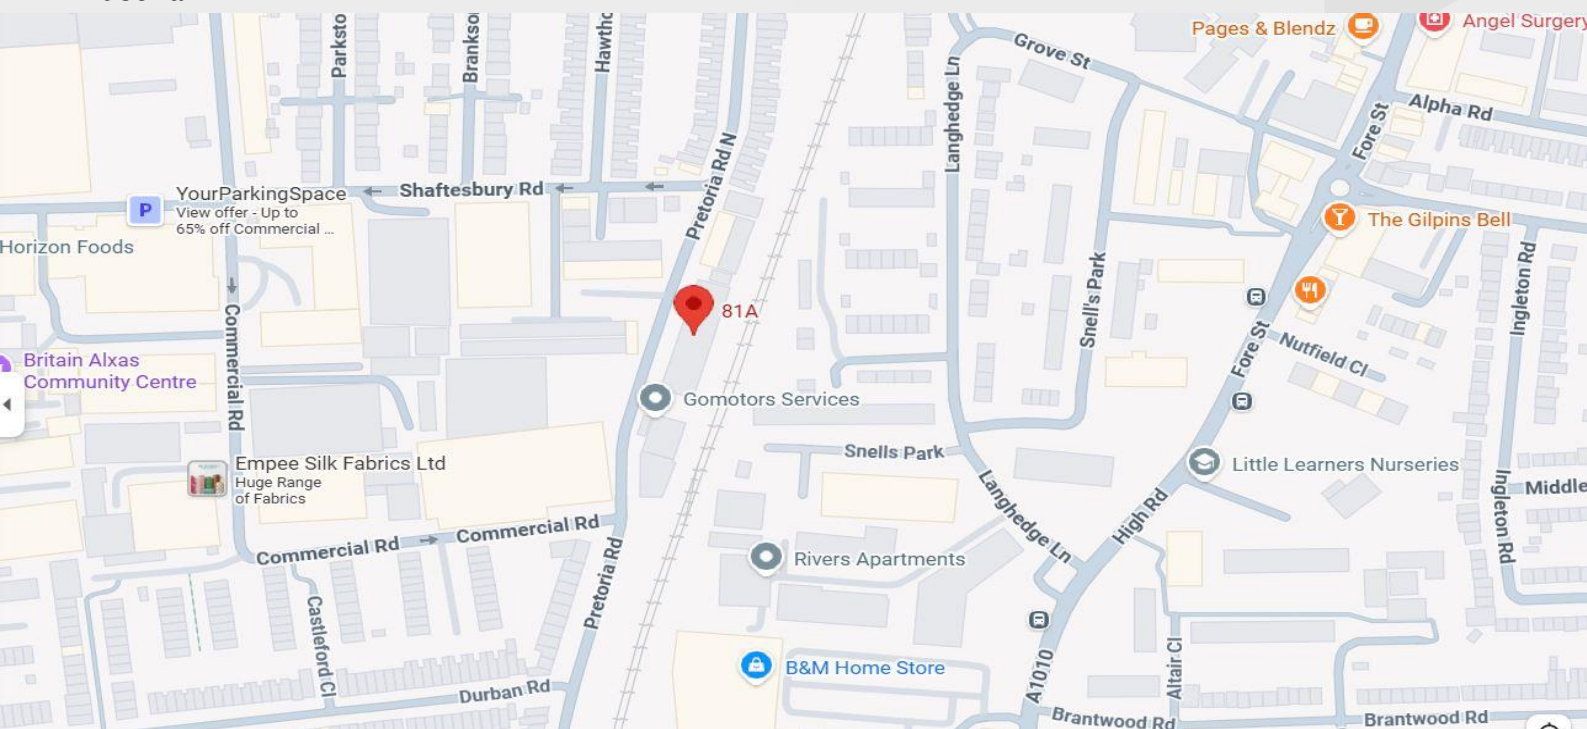 Pages & Blendz
Angel Surgery
Parksto
Brankso
Hawtho
Grove St
Langhedge Ln
Alpha Rd
Fore St
Pretoria Rd N
YourParkingSpace
View offer - Up to
65% off Commercial ...
Shaftesbury Rd
P
The Gilpins Bell
Horizon Foods
Ingleton Rd
Snell's Park
81A
Commercial Rd
Fore St
Nutfield Cl
Britain Alxas
Community Centre
Gomotors Services
Snells Park
Empee Silk Fabrics Ltd
Huge Range
of Fabrics
Little Learners Nurseries
Langhedge Ln
High Rd
Ingleton Rd
Middle
Commercial Rd
Commercial Rd
Rivers Apartments
Pretoria Rd
Castleford Cl
B&M Home Store
Altair Cl
A1010
Durban Rd
Brantwood Rd
Brantwood Rd